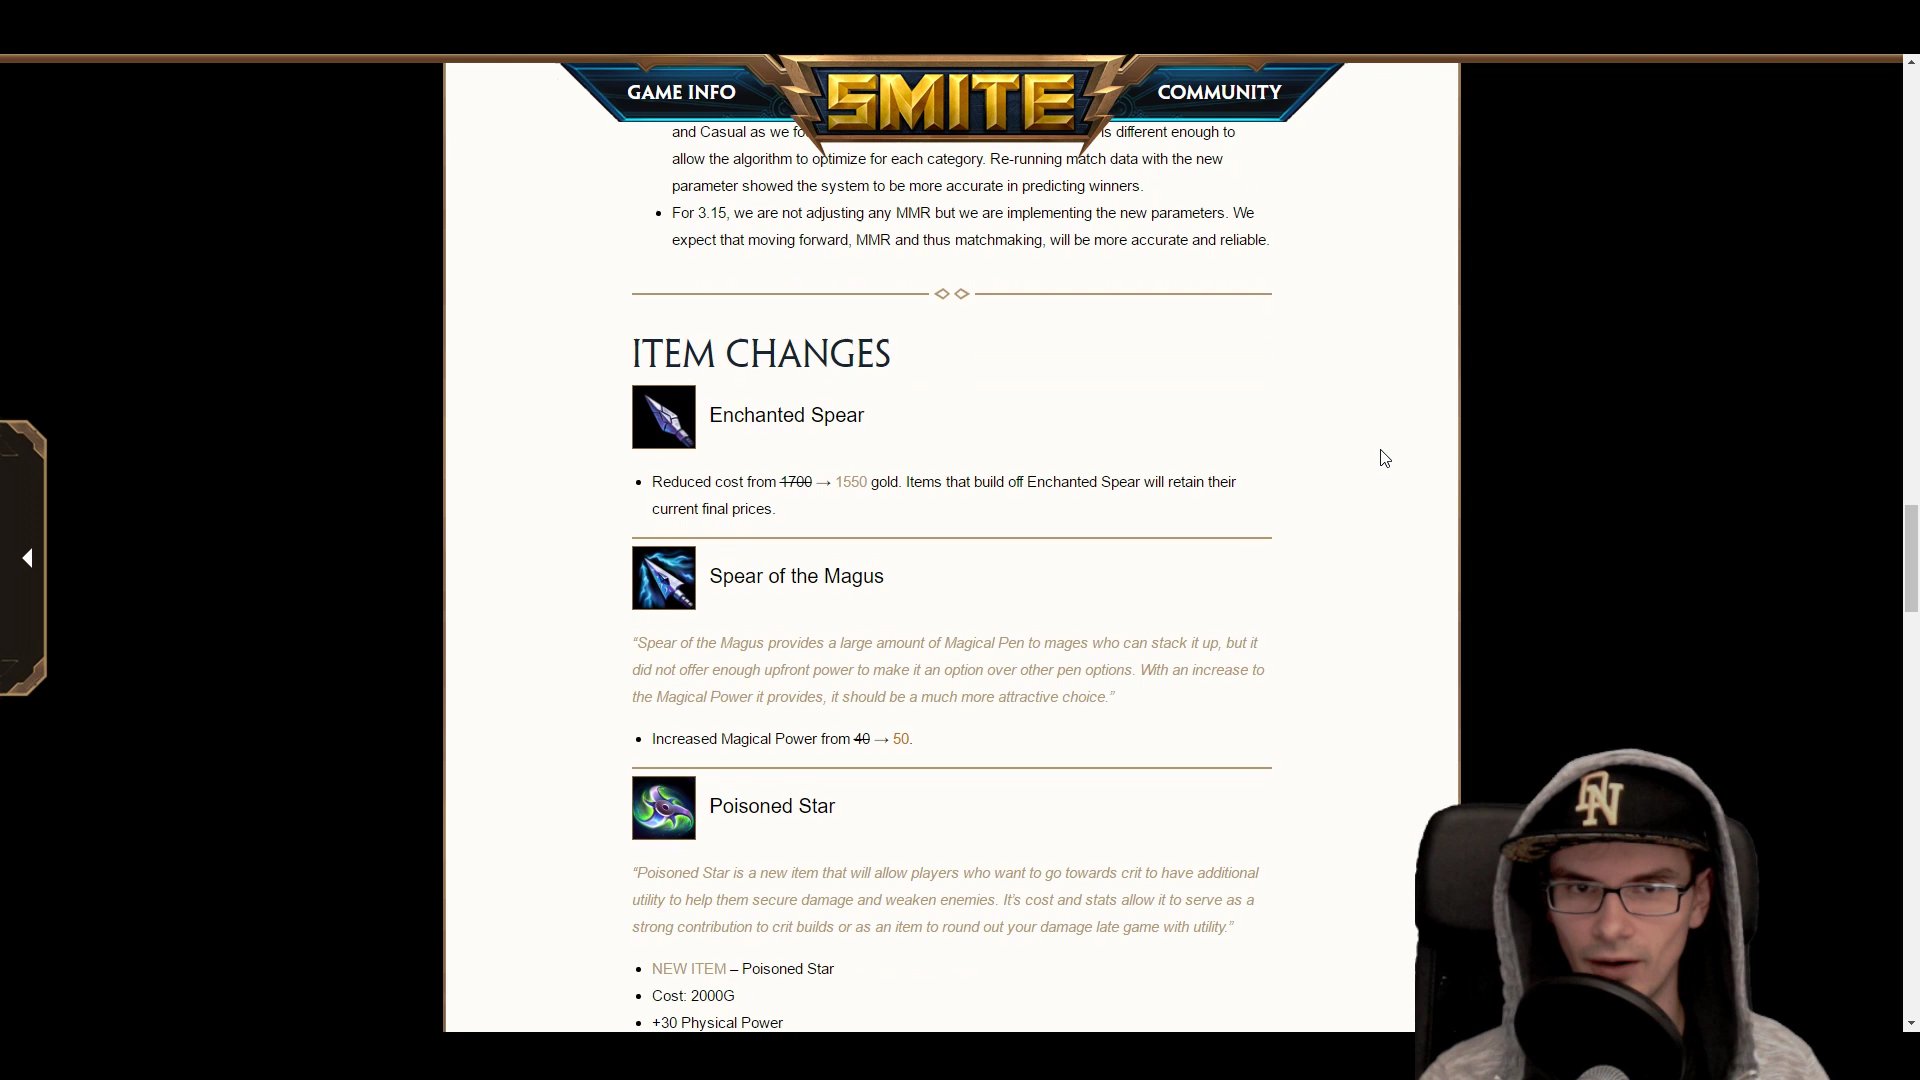 GAME INFO
SMITE
COMMUNITY
and Casual as we fo
is different enough to
allow the algorithm to optimize for each category. Re-running match data with the new
parameter showed the system to be more accurate in predicting winners.
• For 3.15, we are not adjusting any MMR but we are implementing the new parameters. We
expect that moving forward, MMR and thus matchmaking, will be more accurate and reliable.
ITEM CHANGES
Enchanted Spear
• Reduced cost from 1700 → 1550 gold. Items that build off Enchanted Spear will retain their
current final prices.
Spear of the Magus
“Spear of the Magus provides a large amount of Magical Pen to mages who can stack it up, but it
did not offer enough upfront power to make it an option over other pen options. With an increase to
the Magical Power it provides, it should be a much more attractive choice.”
• Increased Magical Power from 40 → 50.
Poisoned Star
“Poisoned Star is a new item that will allow players who want to go towards crit to have additional
utility to help them secure damage and weaken enemies. It’s cost and stats allow it to serve as a
strong contribution to crit builds or as an item to round out your damage late game with utility.”
• NEW ITEM – Poisoned Star
• Cost: 2000G
• +30 Physical Power
DN